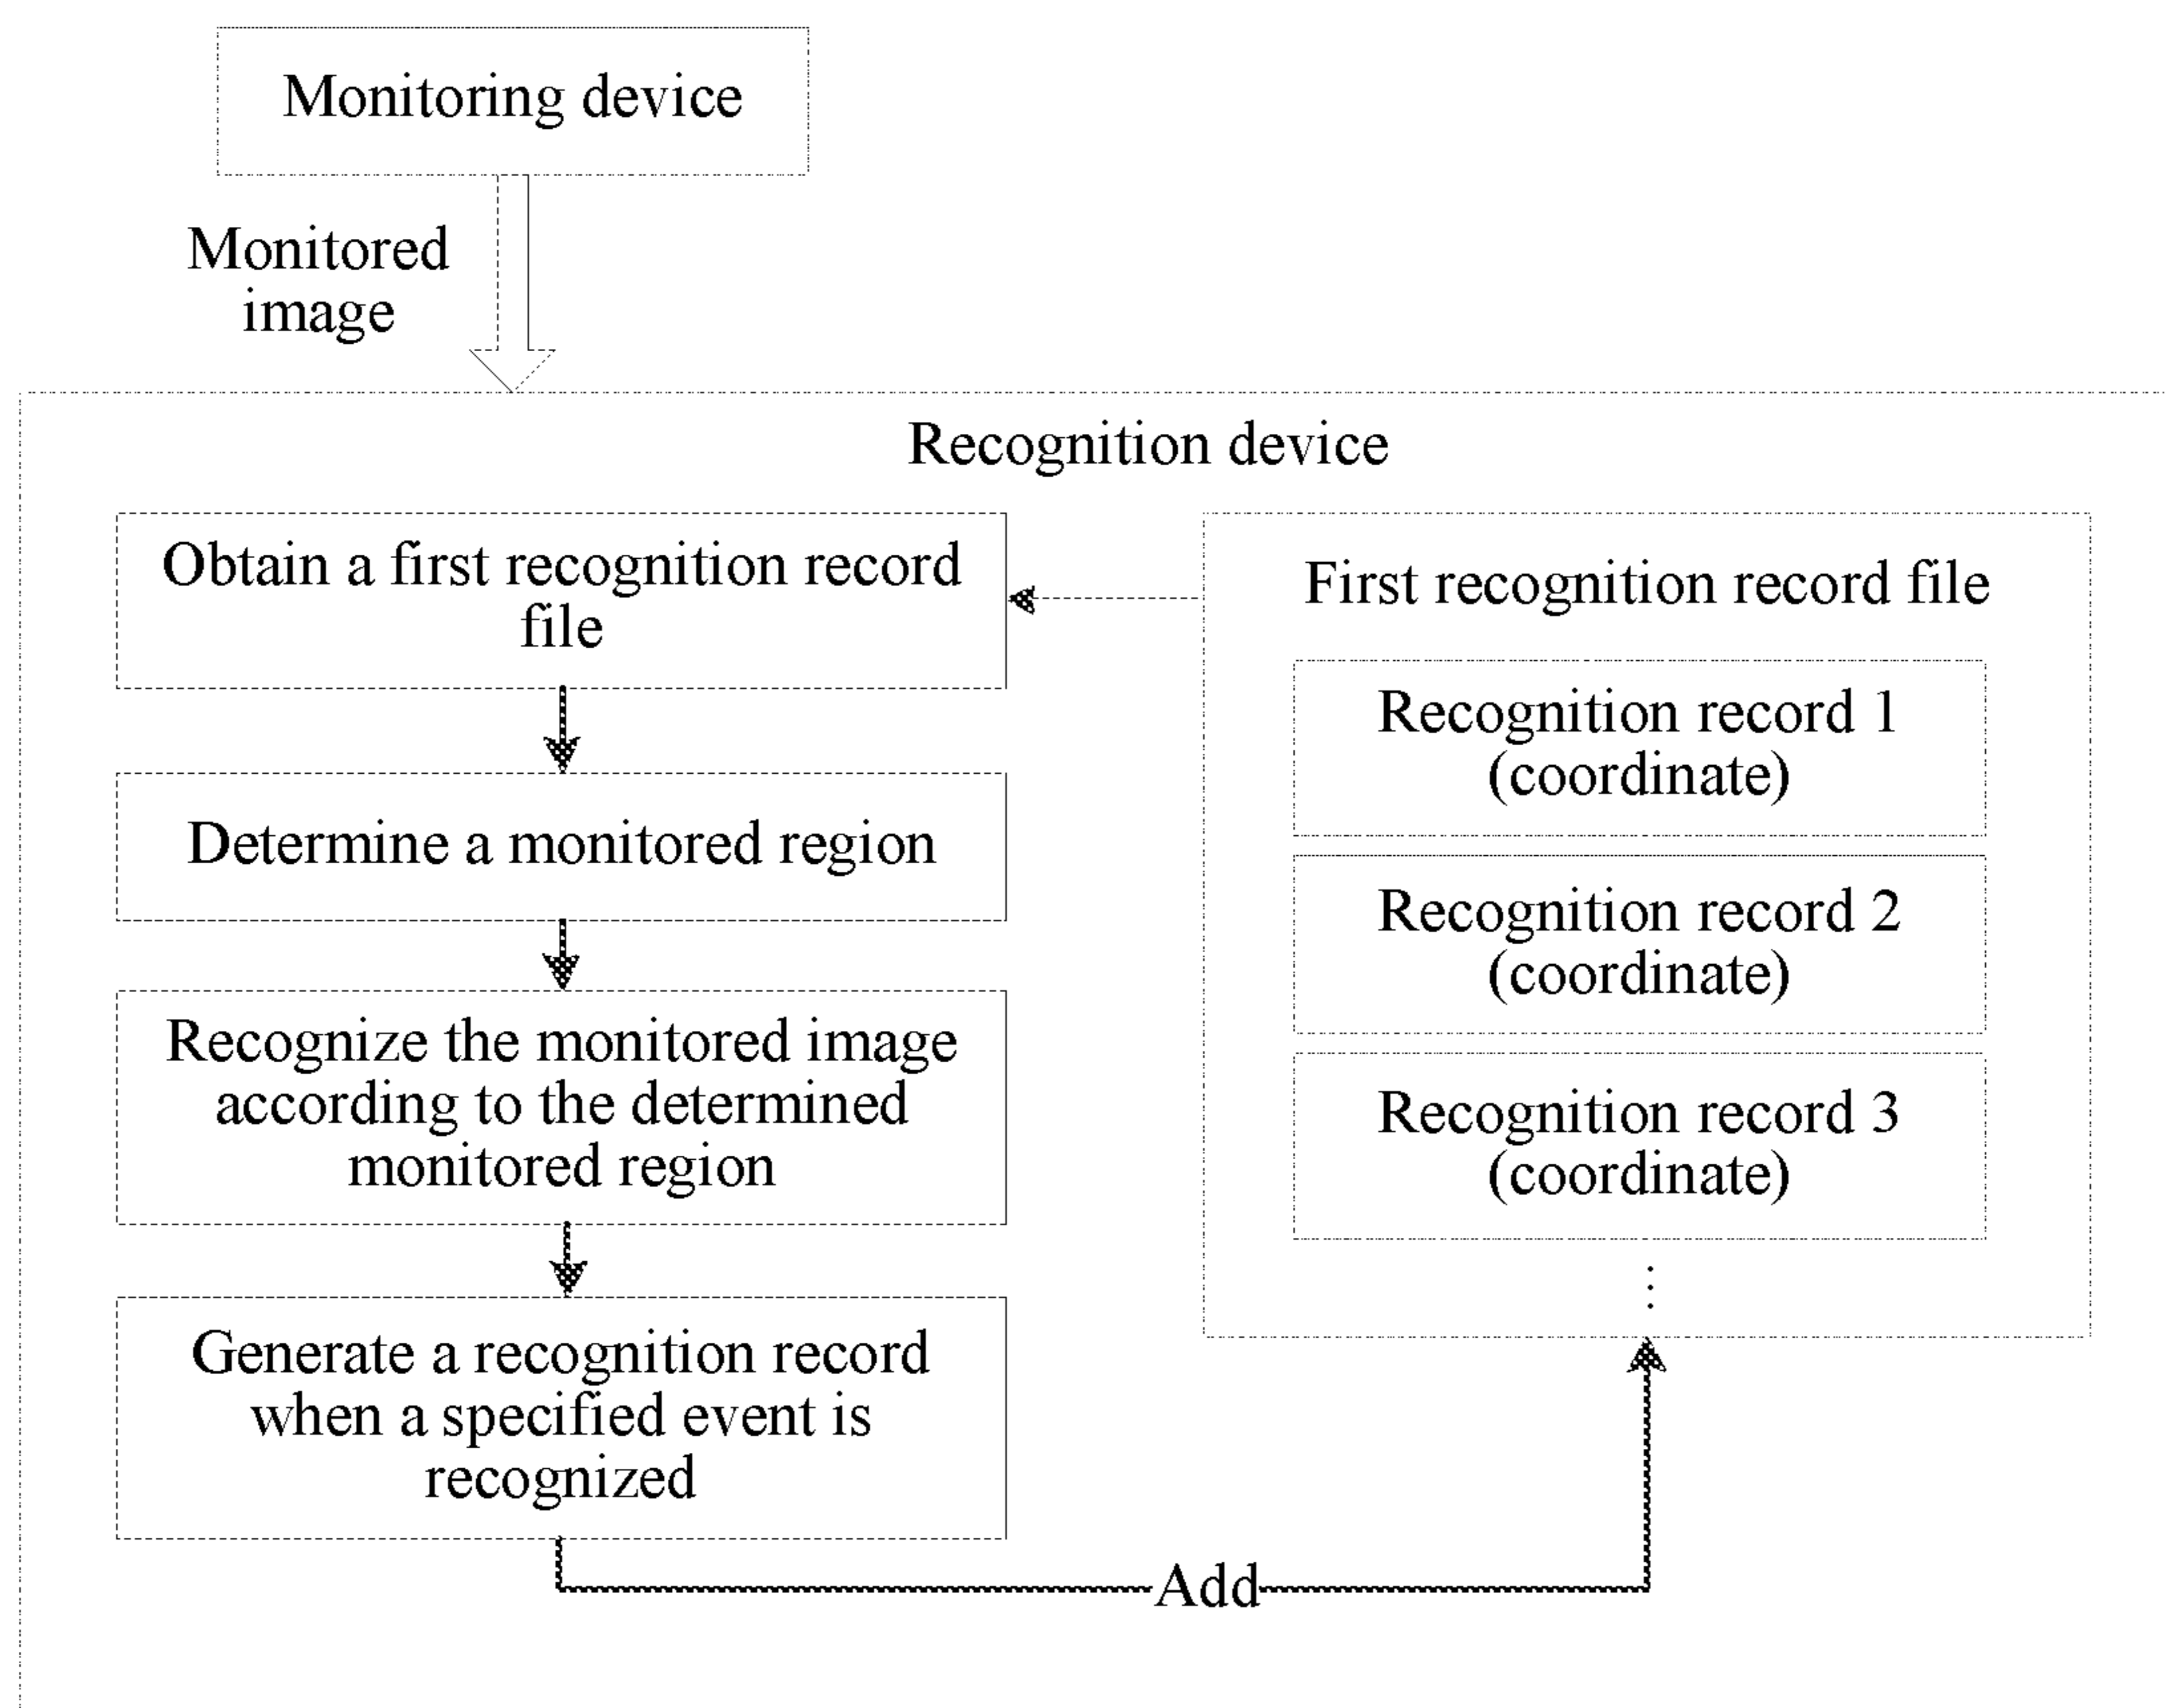 Monitoring device
Monitored
image
Recognition device
Obtain a first recognition record
file
Determine a monitored region
Recognize the monitored image
according to the determined
monitored region
Generate a recognition record
when a specified event is
recognized
First recognition record file
Recognition record 1
(coordinate)
Recognition record 2
(coordinate)
Recognition record 3
(coordinate)
⋮
Add